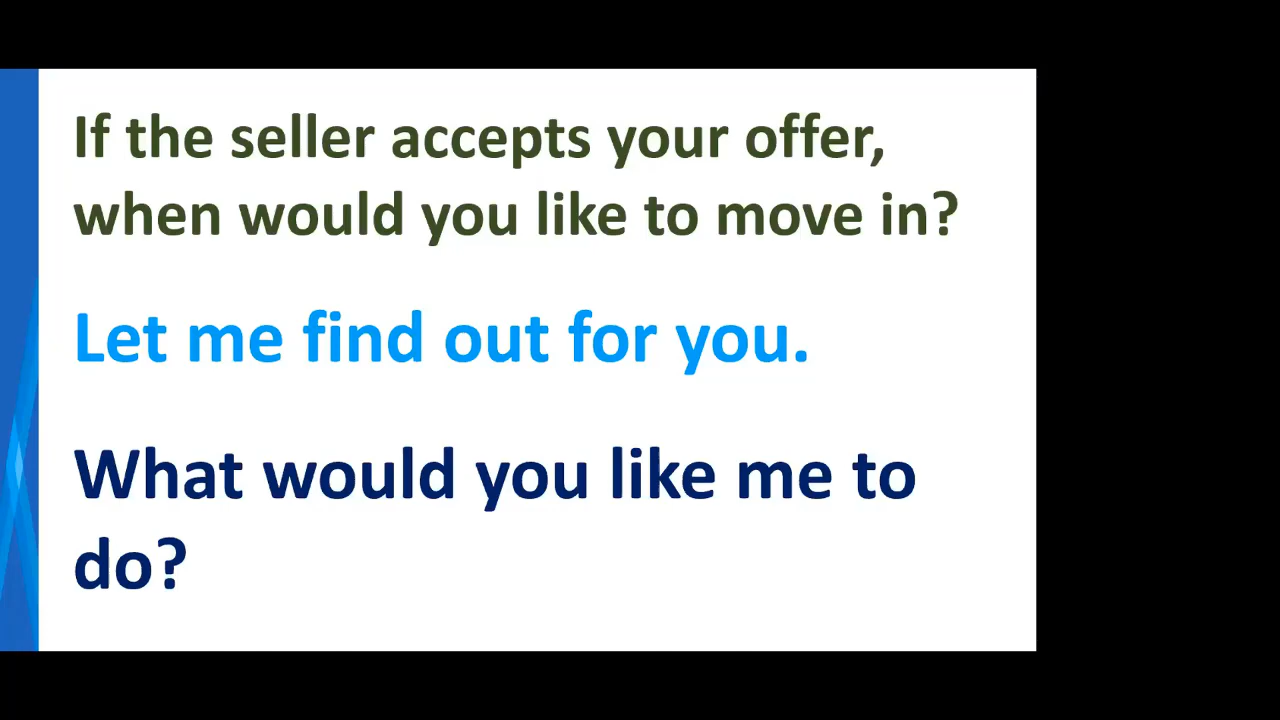 If the seller accepts your offer,
when would you like to move in?
Let me find out for you.
What would you like me to
do?